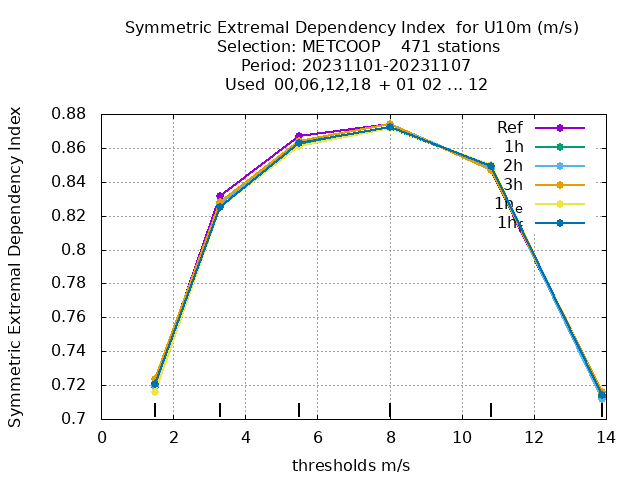 Symmetric Extremal Dependency Index for U10m (m/s)
Selection: METCOOP 471 stations
Period: 20231101-20231107
Used 00,06,12,18 + 01 02 ... 12
Symmetric Extremal Dependency Index
0.88
0.86
0.84
0.82
0.8
0.78
0.76
0.74
0.72
0.7
Ref
1h
2h
3h
1he
1hf
0 2 4 6 8 10 12 14
thresholds m/s